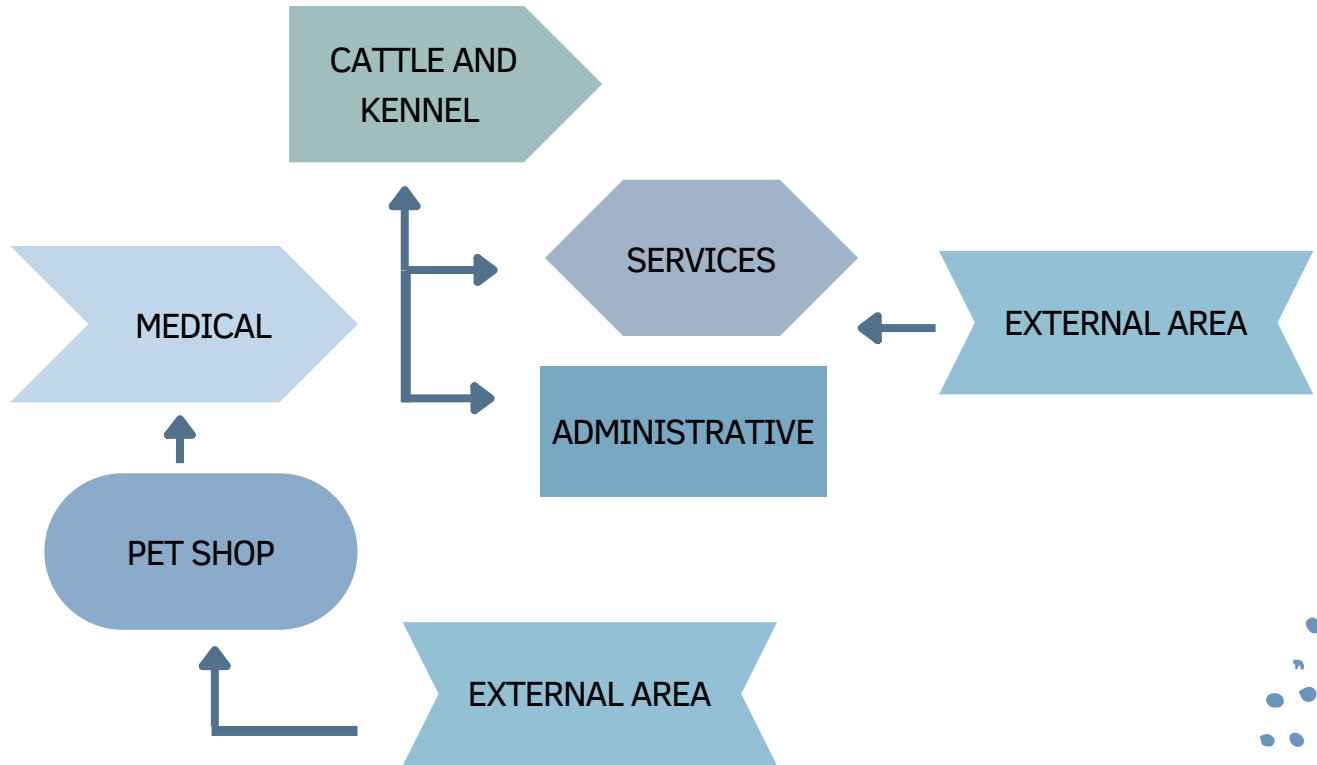 CATTLE AND
KENNEL
SERVICES
MEDICAL
EXTERNAL AREA
ADMINISTRATIVE
PET SHOP
EXTERNAL AREA